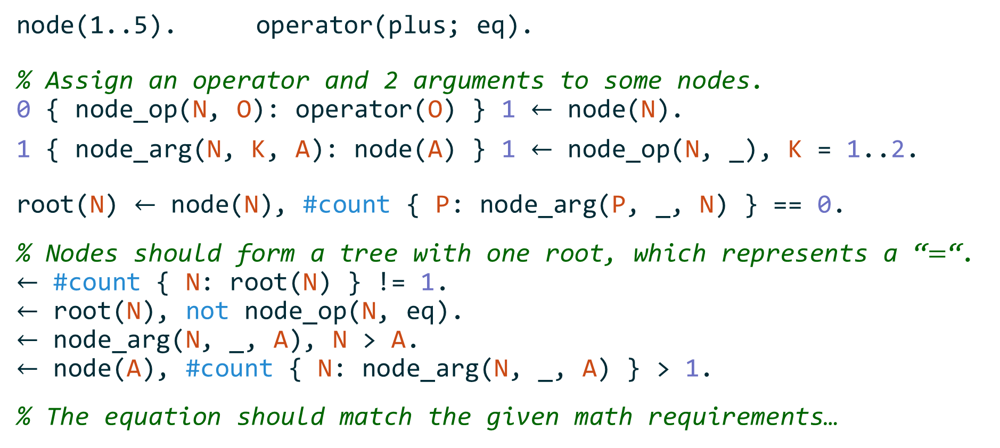 node(1..5).     operator(plus; eq).
% Assign an operator and 2 arguments to some nodes.
0 { node_op(N, O): operator(O) } 1 ← node(N).
1 { node_arg(N, K, A): node(A) } 1 ← node_op(N, _), K = 1..2.
root(N) ← node(N), #count { P: node_arg(P, _, N) } == 0.
% Nodes should form a tree with one root, which represents a “=“.
← #count { N: root(N) } != 1.
← root(N), not node_op(N, eq).
← node_arg(N, _, A), N > A.
← node(A), #count { N: node_arg(N, _, A) } > 1.
% The equation should match the given math requirements…